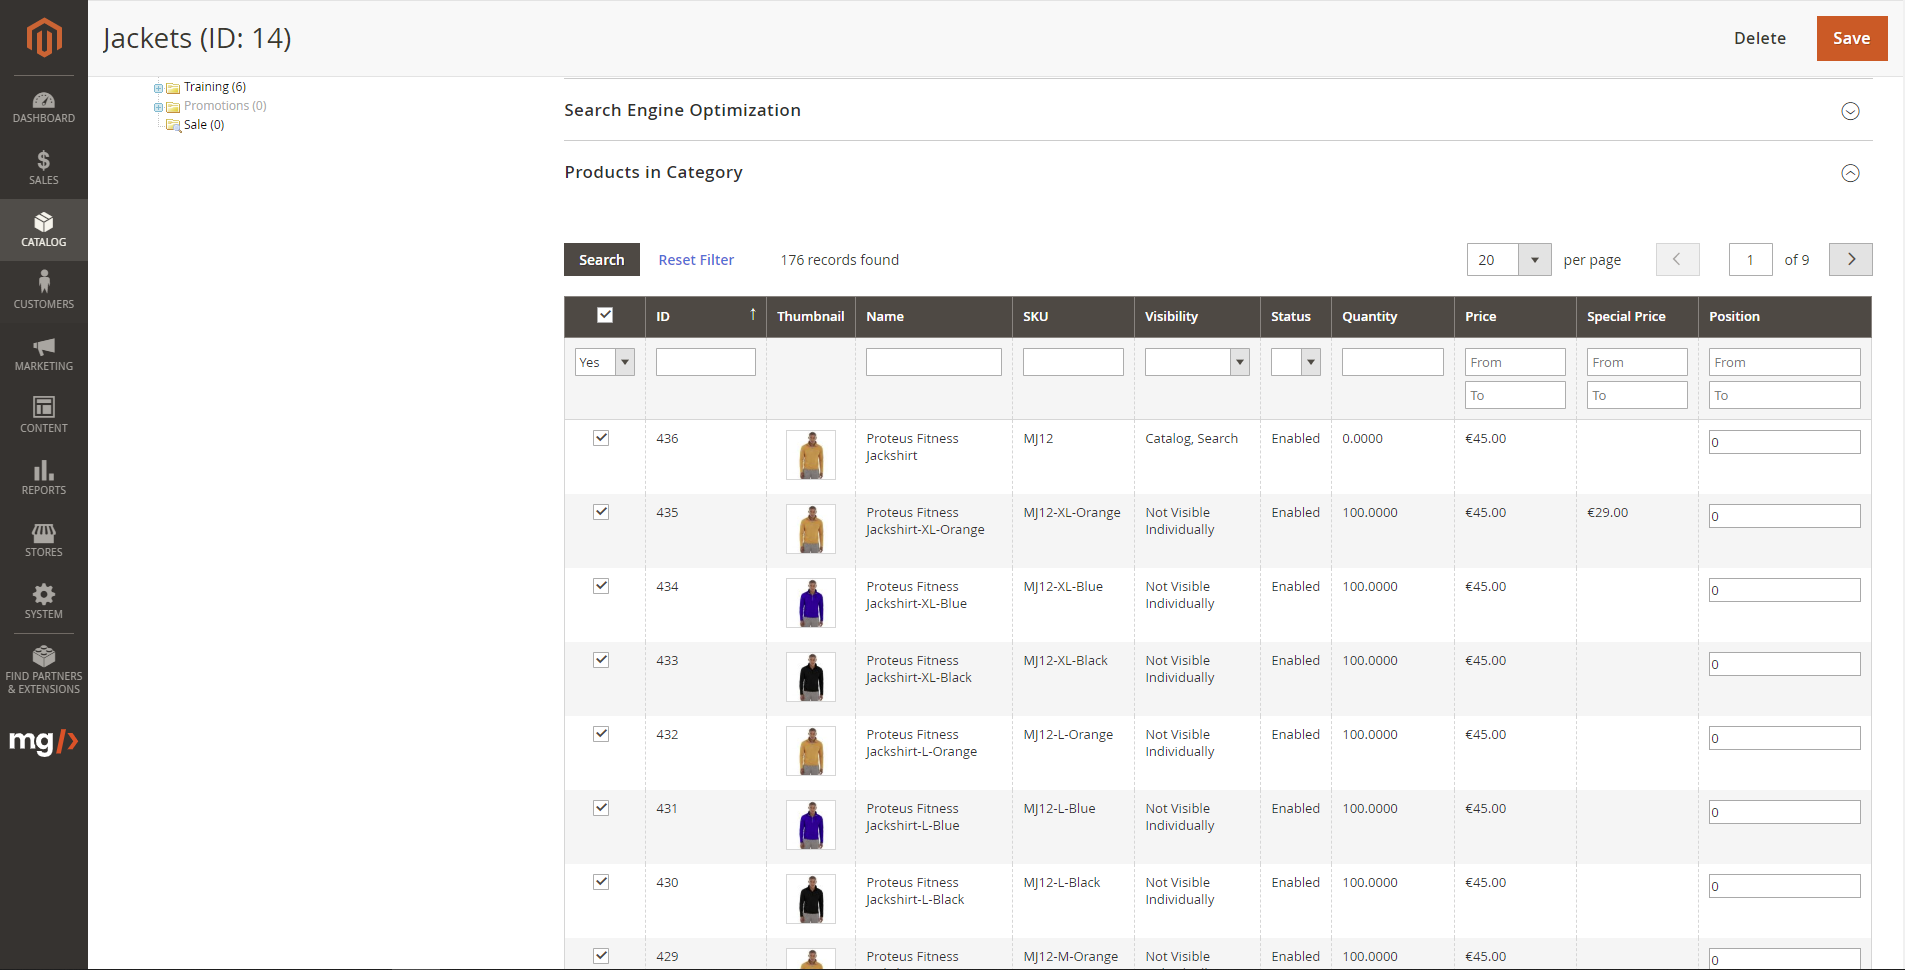 Jackets (ID: 14)
Delete
Save
DASHBOARD
SALES
CATALOG
CUSTOMERS
MARKETING
CONTENT
REPORTS
STORES
SYSTEM
FIND PARTNERS
& EXTENSIONS
mg/>
Training (6)
Promotions (0)
Sale (0)
Search Engine Optimization
Products in Category
Search Reset Filter 176 records found 20 per page 1 of 9
ID ↑ Thumbnail Name SKU Visibility Status Quantity Price Special Price Position
Yes From From From
To To To
436 Proteus Fitness MJ12 Catalog, Search Enabled 0.0000 €45.00 0
Jackshirt
435 Proteus Fitness MJ12-XL-Orange Not Visible Enabled 100.0000 €45.00 €29.00 0
Jackshirt-XL-Orange Individually
434 Proteus Fitness MJ12-XL-Blue Not Visible Enabled 100.0000 €45.00 0
Jackshirt-XL-Blue Individually
433 Proteus Fitness MJ12-XL-Black Not Visible Enabled 100.0000 €45.00 0
Jackshirt-XL-Black Individually
432 Proteus Fitness MJ12-L-Orange Not Visible Enabled 100.0000 €45.00 0
Jackshirt-L-Orange Individually
431 Proteus Fitness MJ12-L-Blue Not Visible Enabled 100.0000 €45.00 0
Jackshirt-L-Blue Individually
430 Proteus Fitness MJ12-L-Black Not Visible Enabled 100.0000 €45.00 0
Jackshirt-L-Black Individually
429 Proteus Fitness MJ12-M-Orange Not Visible Enabled 100.0000 €45.00 0